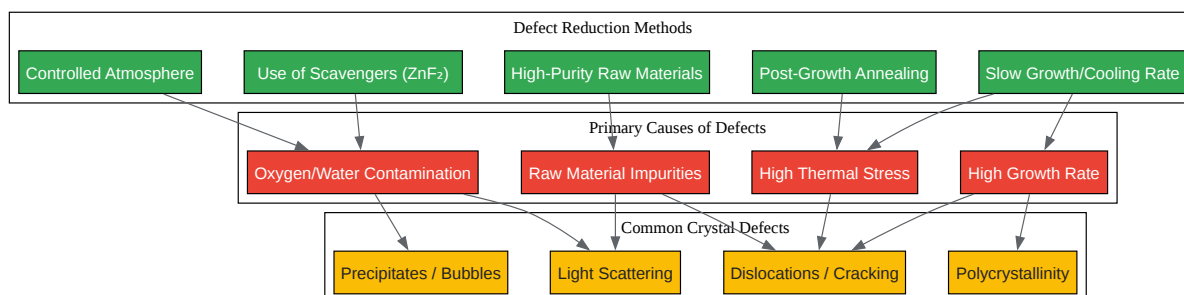 Defect Reduction Methods
Controlled Atmosphere
Use of Scavengers (ZnF₂)
High-Purity Raw Materials
Post-Growth Annealing
Slow Growth/Cooling Rate
Primary Causes of Defects
Oxygen/Water Contamination
Raw Material Impurities
High Thermal Stress
High Growth Rate
Common Crystal Defects
Precipitates / Bubbles
Light Scattering
Dislocations / Cracking
Polycrystallinity